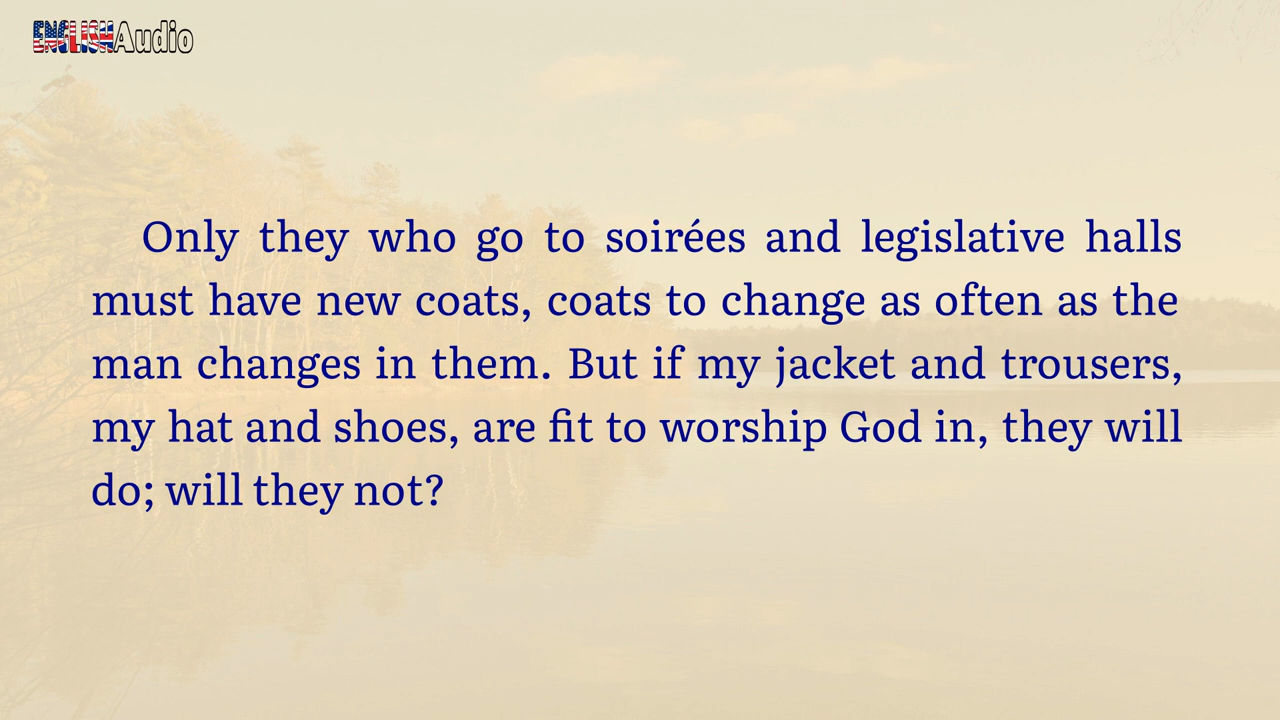 ENGLISHAudio
Only they who go to soirées and legislative halls
must have new coats, coats to change as often as the
man changes in them. But if my jacket and trousers,
my hat and shoes, are fit to worship God in, they will
do; will they not?